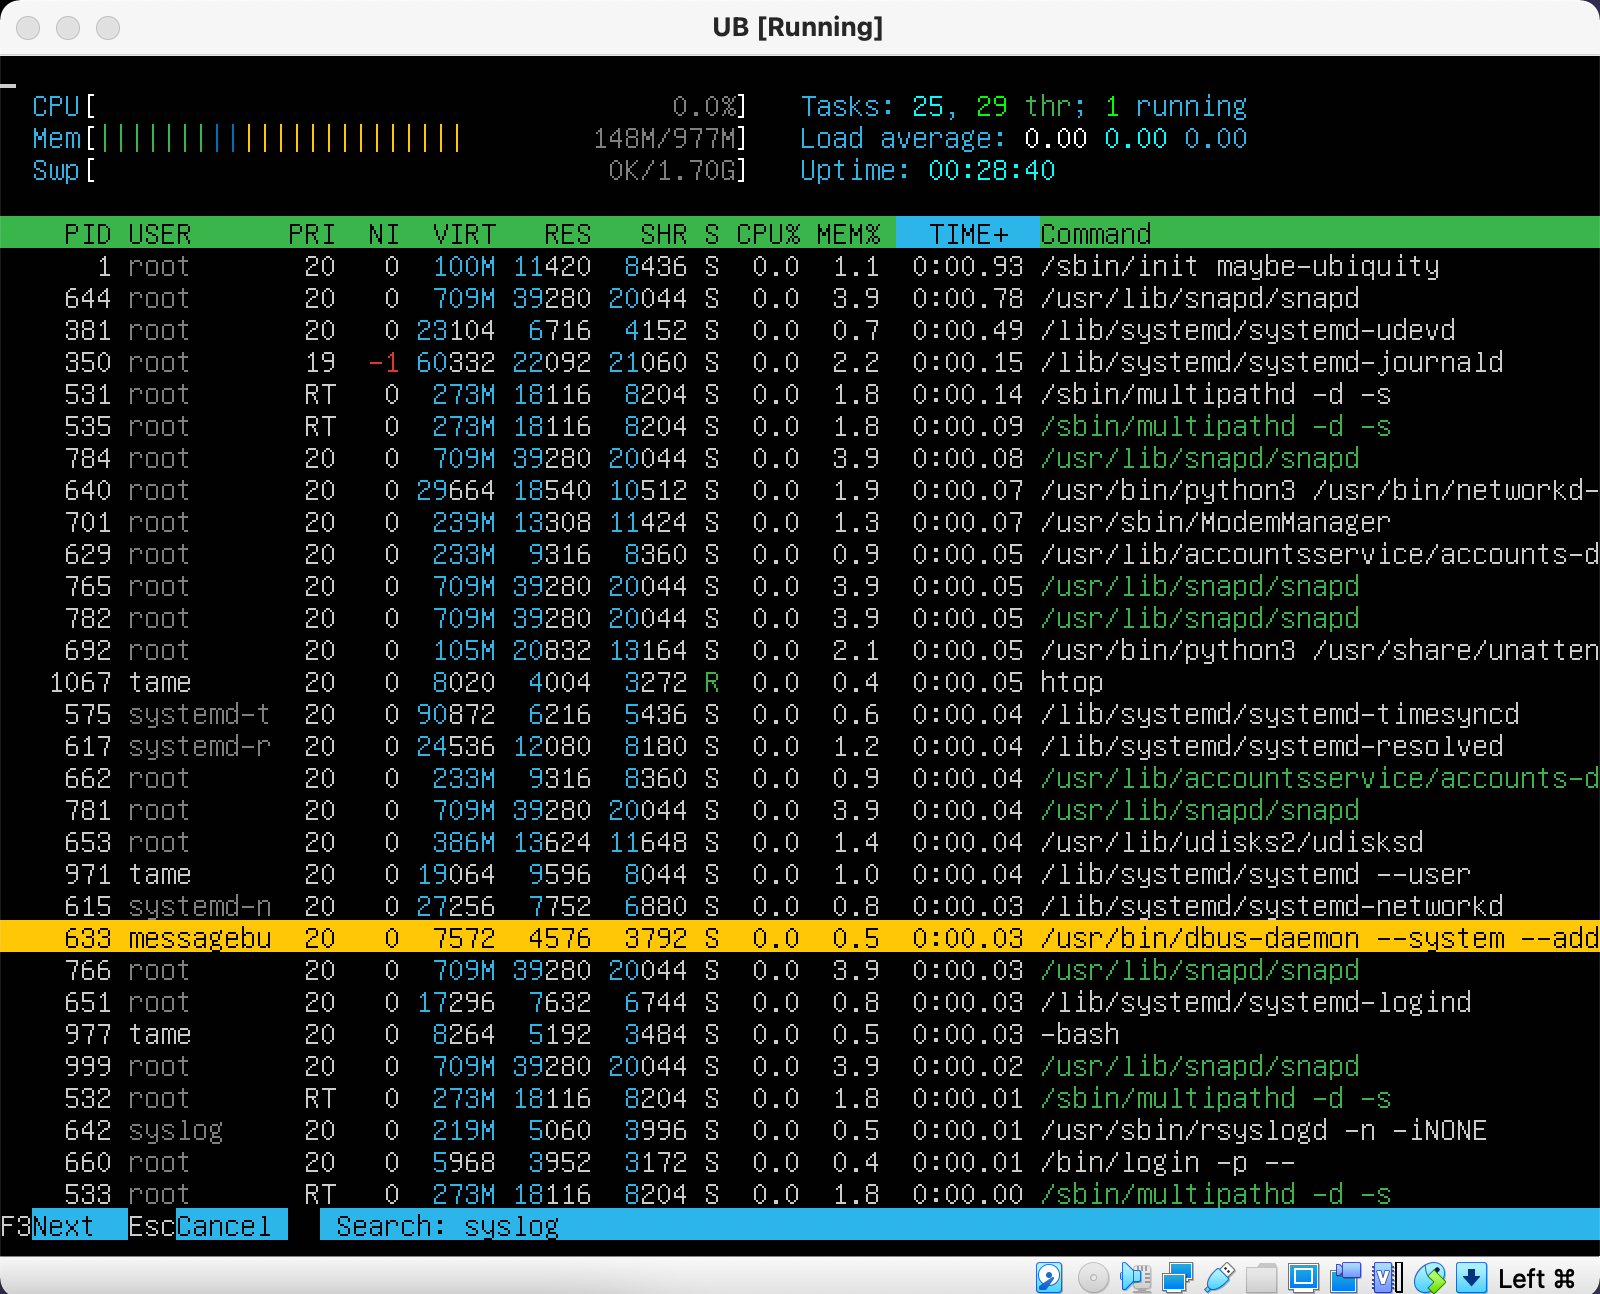 UB [Running]
CPU[ 0.0%] Tasks: 25, 29 thr; 1 running
Mem[||||||||||||||||||||||| 148M/977M] Load average: 0.00 0.00 0.00
Swp[ 0K/1.70G] Uptime: 00:28:40
PID USER PRI NI VIRT RES SHR S CPU% MEM% TIME+ Command
1 root 20 0 100M 11420 8436 S 0.0 1.1 0:00.93 /sbin/init maybe-ubiquity
644 root 20 0 709M 39280 20044 S 0.0 3.9 0:00.78 /usr/lib/snapd/snapd
381 root 20 0 23104 6716 4152 S 0.0 0.7 0:00.49 /lib/systemd/systemd-udevd
350 root 19 -1 60332 22092 21060 S 0.0 2.2 0:00.15 /lib/systemd/systemd-journald
531 root RT 0 273M 18116 8204 S 0.0 1.8 0:00.14 /sbin/multipathd -d -s
535 root RT 0 273M 18116 8204 S 0.0 1.8 0:00.09 /sbin/multipathd -d -s
784 root 20 0 709M 39280 20044 S 0.0 3.9 0:00.08 /usr/lib/snapd/snapd
640 root 20 0 29664 18540 10512 S 0.0 1.9 0:00.07 /usr/bin/python3 /usr/bin/networkd-
701 root 20 0 239M 13308 11424 S 0.0 1.3 0:00.07 /usr/sbin/ModemManager
629 root 20 0 233M 9316 8360 S 0.0 0.9 0:00.05 /usr/lib/accountsservice/accounts-d
765 root 20 0 709M 39280 20044 S 0.0 3.9 0:00.05 /usr/lib/snapd/snapd
782 root 20 0 709M 39280 20044 S 0.0 3.9 0:00.05 /usr/lib/snapd/snapd
692 root 20 0 105M 20832 13164 S 0.0 2.1 0:00.05 /usr/bin/python3 /usr/share/unatten
1067 tame 20 0 8020 4004 3272 R 0.0 0.4 0:00.05 htop
575 systemd-t 20 0 90872 6216 5436 S 0.0 0.6 0:00.04 /lib/systemd/systemd-timesyncd
617 systemd-r 20 0 24536 12080 8180 S 0.0 1.2 0:00.04 /lib/systemd/systemd-resolved
662 root 20 0 233M 9316 8360 S 0.0 0.9 0:00.04 /usr/lib/accountsservice/accounts-d
781 root 20 0 709M 39280 20044 S 0.0 3.9 0:00.04 /usr/lib/snapd/snapd
653 root 20 0 386M 13624 11648 S 0.0 1.4 0:00.04 /usr/lib/udisks2/udisksd
971 tame 20 0 19064 9596 8044 S 0.0 1.0 0:00.04 /lib/systemd/systemd --user
615 systemd-n 20 0 27256 7752 6880 S 0.0 0.8 0:00.03 /lib/systemd/systemd-networkd
633 messagebu 20 0 7572 4576 3792 S 0.0 0.5 0:00.03 /usr/bin/dbus-daemon --system --add
766 root 20 0 709M 39280 20044 S 0.0 3.9 0:00.03 /usr/lib/snapd/snapd
651 root 20 0 17296 7632 6744 S 0.0 0.8 0:00.03 /lib/systemd/systemd-logind
977 tame 20 0 8264 5192 3484 S 0.0 0.5 0:00.03 -bash
999 root 20 0 709M 39280 20044 S 0.0 3.9 0:00.02 /usr/lib/snapd/snapd
532 root RT 0 273M 18116 8204 S 0.0 1.8 0:00.01 /sbin/multipathd -d -s
642 syslog 20 0 219M 5060 3996 S 0.0 0.5 0:00.01 /usr/sbin/rsyslogd -n -iNONE
660 root 20 0 5968 3952 3172 S 0.0 0.4 0:00.01 /bin/login -p --
533 root RT 0 273M 18116 8204 S 0.0 1.8 0:00.00 /sbin/multipathd -d -s
F3Next EscCancel Search: syslog
Left ⌘